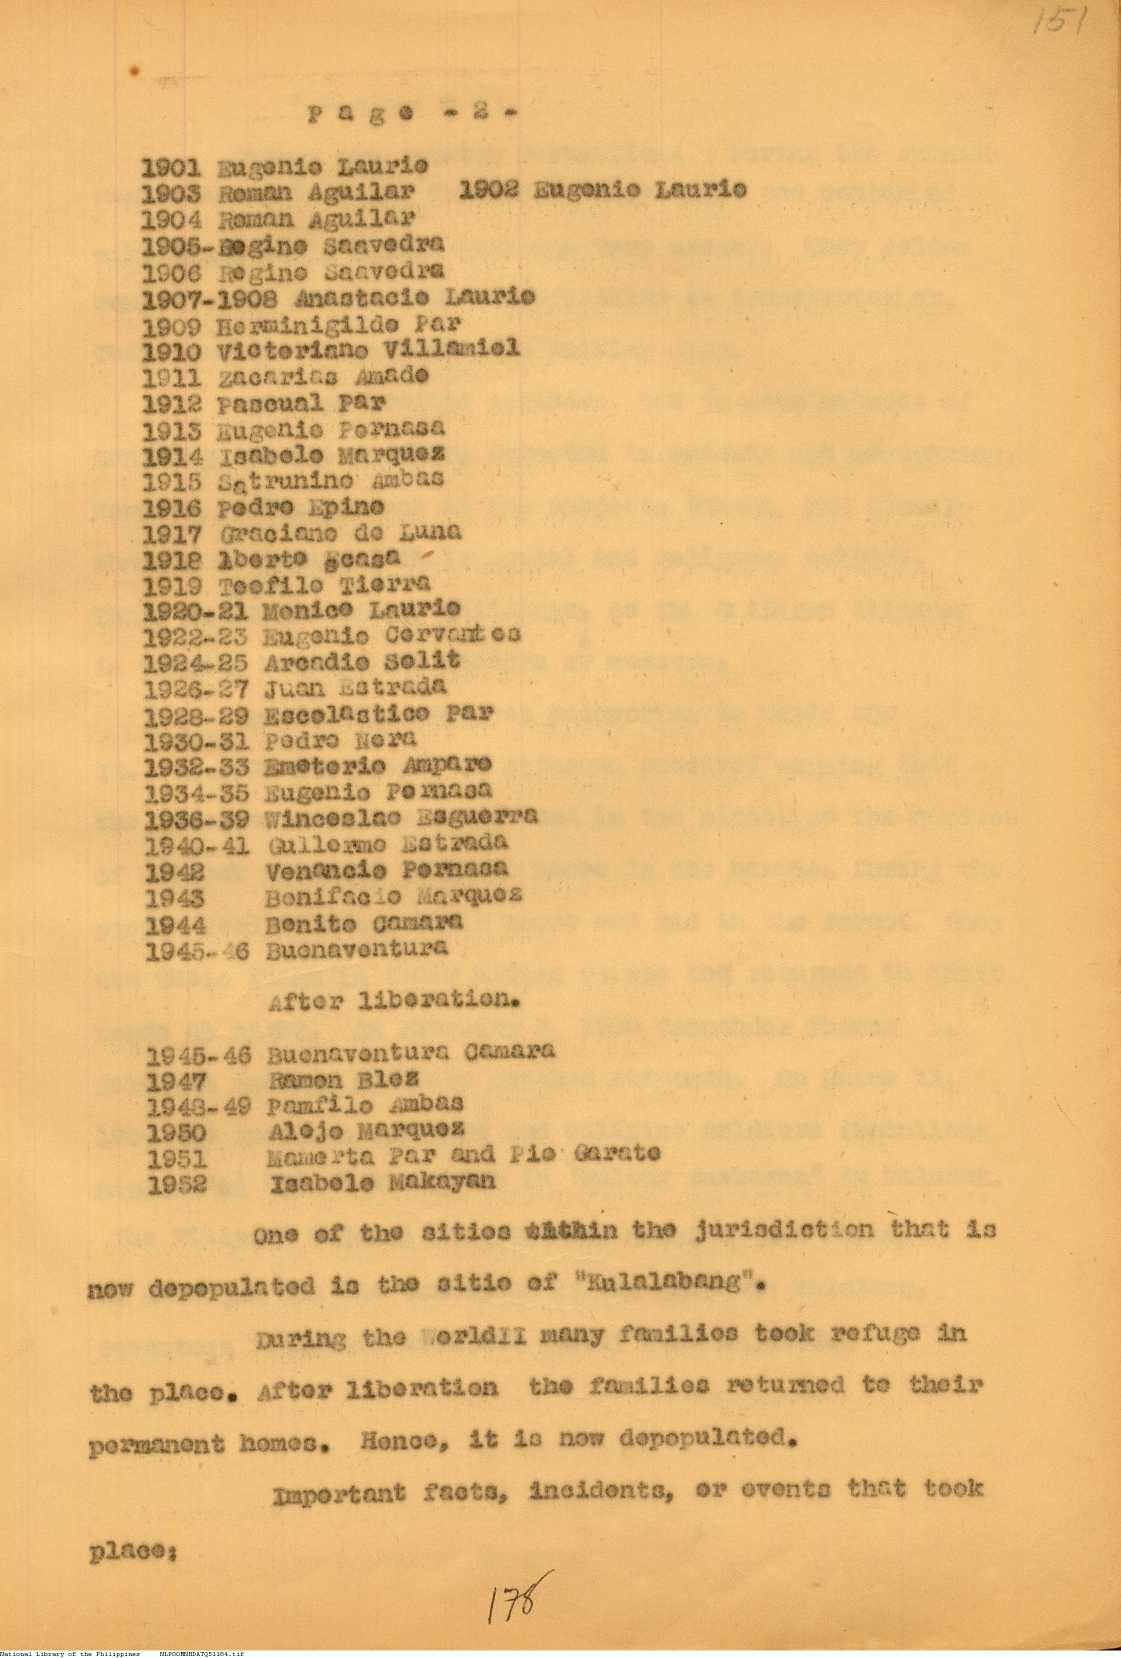 151
Page -2-
1901 Eugenio Laurio
1903 Roman Aguilar 1902 Eugenio Laurio
1904 Roman Aguilar
1905-Regino Saavedra
1906 Regino Saavedra
1907-1908 Anastacio Laurio
1909 Herminigildo Par
1910 Victoriano Villamiel
1911 Zacarias Amado
1912 Pascual Par
1913 Eugenio Pernasa
1914 Isabelo Marquez
1915 Satrunino Ambas
1916 Pedro Epino
1917 Graciano de Luna
1918 lberto
1919 Teofilo Tierra
1920-21 Monico Laurio
1922-23 Eugenio Cervantes
1924-25 Arcadio Solit
1926-27 Juan Estrada
1928-29 Escolastico Par
1930-31 Pedro Nera
1932-33 Emeterio Amparo
1934-35 Eugenio Pernasa
1936-39 Winceslao Esguerra
1940-41 Gullermo Estrada
1942 Venancio Pernasa
1943 Bonifacio Marquez
1944 Benito Camara
1945-46 Buenaventura
After liberation.
1945-46 Buenaventura Camara
1947 Ramon Blez
1948-49 Pamfilo Ambas
1950 Alejo Marquez
1951 Mamerta Par and Pio Garate
1952 Isabelo Makayan
One of the sitios within the jurisdiction that is
now depopulated is the sitio of "Kulalabang".
During the WorldII many families took refuge in
the place. After liberation the families returned to their
permanent homes. Hence, it is now depopulated.
Important facts, incidents, or events that took
place;
178
National Library of the Philippines NLPOOMNHDATQ51184.tif